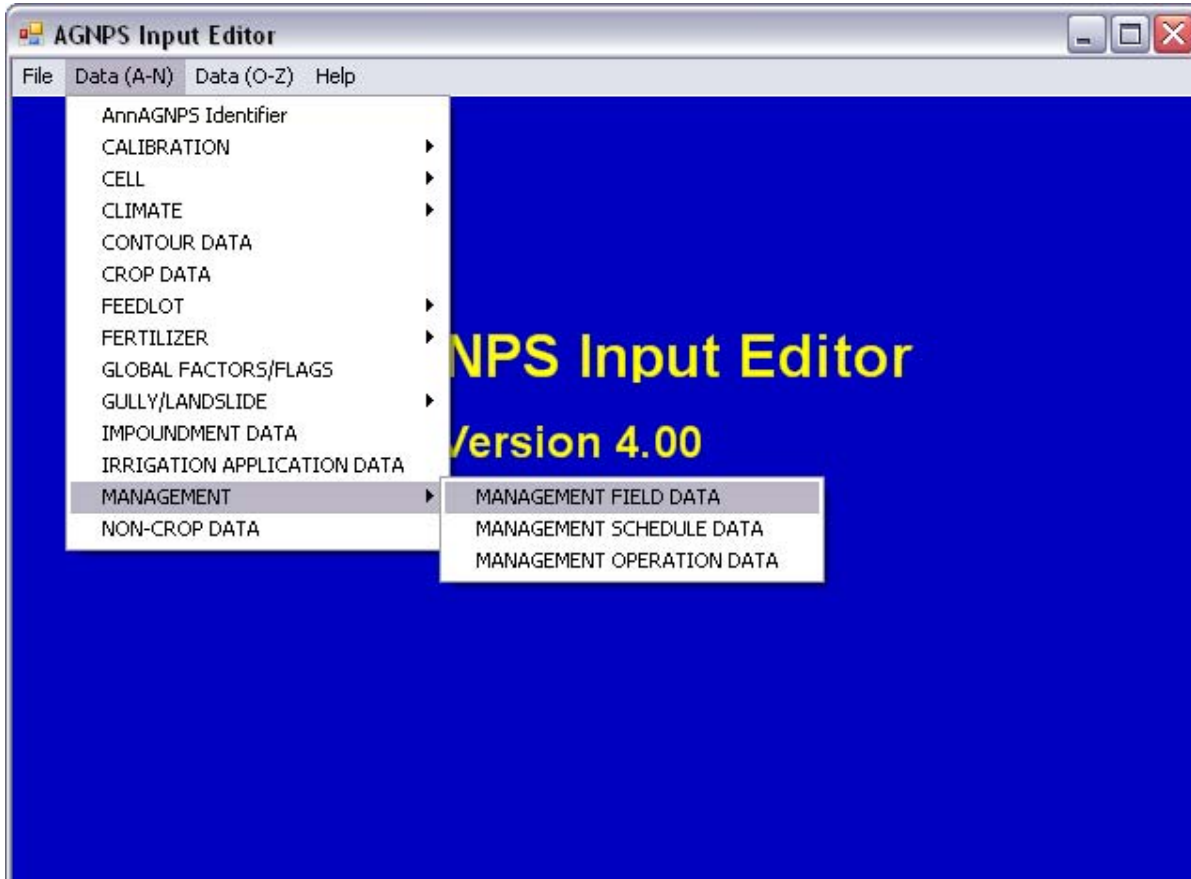 AGNPS Input Editor
File Data (A-N) Data (O-Z) Help
AnnAGNPS Identifier
CALIBRATION
CELL
CLIMATE
CONTOUR DATA
CROP DATA
FEEDLOT
FERTILIZER
GLOBAL FACTORS/FLAGS
GULLY/LANDSLIDE
IMPOUNDMENT DATA
IRRIGATION APPLICATION DATA
MANAGEMENT
NON-CROP DATA
MANAGEMENT FIELD DATA
MANAGEMENT SCHEDULE DATA
MANAGEMENT OPERATION DATA
NPS Input Editor
Version 4.00